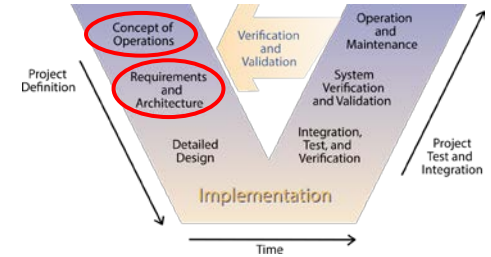 Concept of
Operations
Verification
and
Validation
Operation
and
Maintenance
Project
Definition
Requirements
and
Architecture
System
Verification
and Validation
Detailed
Design
Integration,
Test, and
Verification
Project
Test and
Integration
Implementation
Time